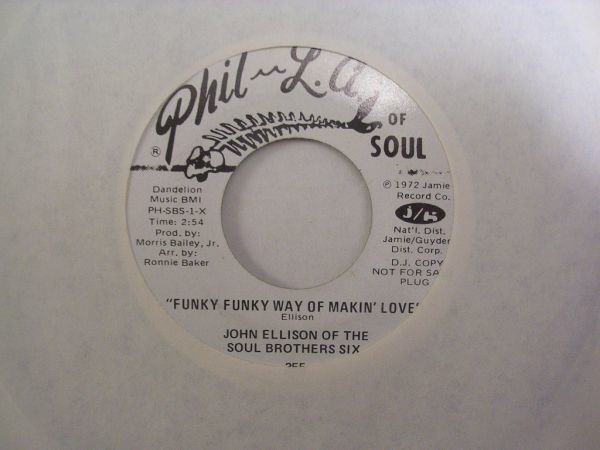 Phil-L.A.
OF
SOUL
®
Dandelion
Music BMI
PH-SBS-1-X
Time: 2:54
Prod. by:
Morris Bailey, Jr.
Arr. by:
Ronnie Baker
℗ 1972 Jamie
Record Co.
J/G
Nat'l. Dist.
Jamie/Guyden
Dist. Corp.
D.J. COPY
NOT FOR SA
PLUG
"FUNKY FUNKY WAY OF MAKIN' LOVE"
Ellison
JOHN ELLISON OF THE
SOUL BROTHERS SIX